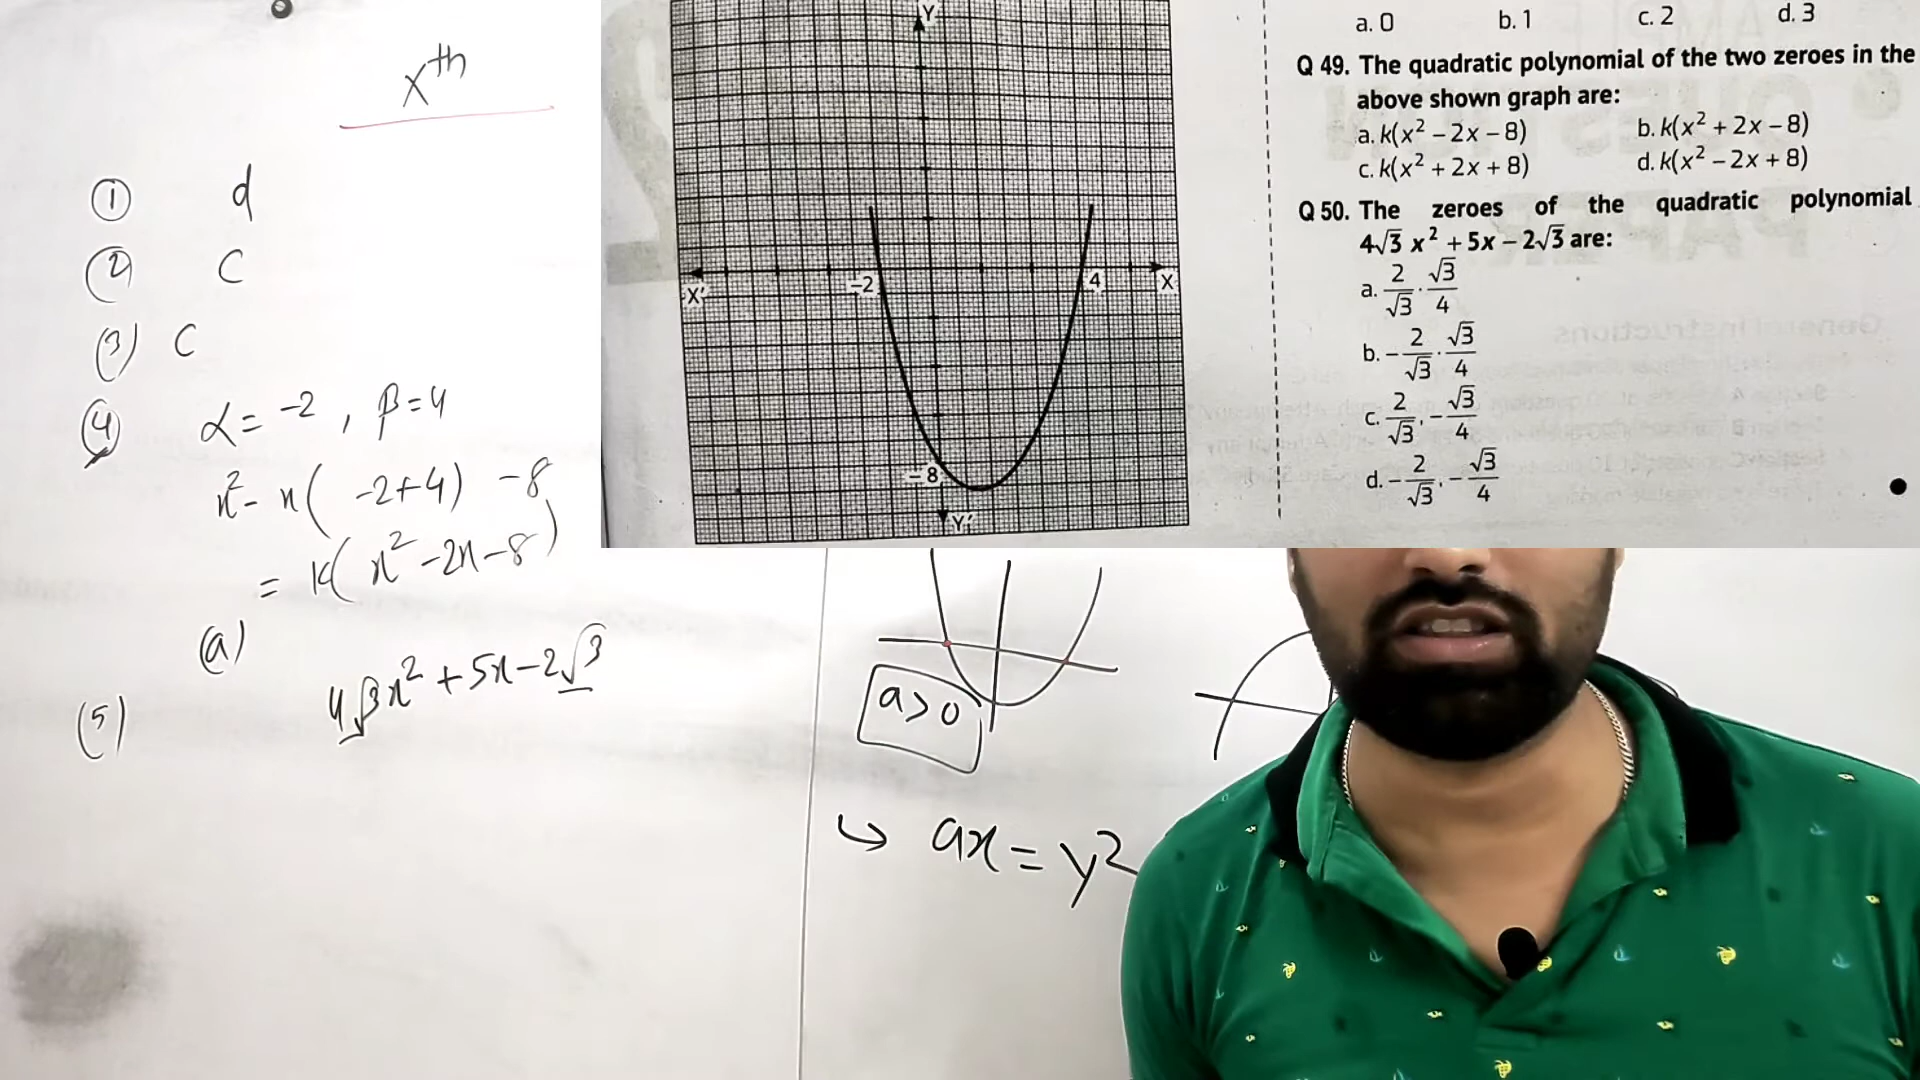 Xth
① d
② C
(3) C
④ α = -2 , β = 4
x² - x ( -2+4) - 8
= K( x² - 2x - 8 )
(a)
(5) 4√3x² + 5x - 2√3
Y
X'
-2
4
X
-8
Y'
a. 0 b. 1 c. 2 d. 3
Q 49. The quadratic polynomial of the two zeroes in the
above shown graph are:
a. k(x² – 2x – 8) b. k(x² + 2x – 8)
c. k(x² + 2x + 8) d. k(x² – 2x + 8)
Q 50. The zeroes of the quadratic polynomial
4√3 x² + 5x – 2√3 are:
a. 2/√3 . √3/4
b. – 2/√3 . √3/4
c. 2/√3 , – √3/4
d. – 2/√3 , – √3/4
a > 0
↪ ax = y²